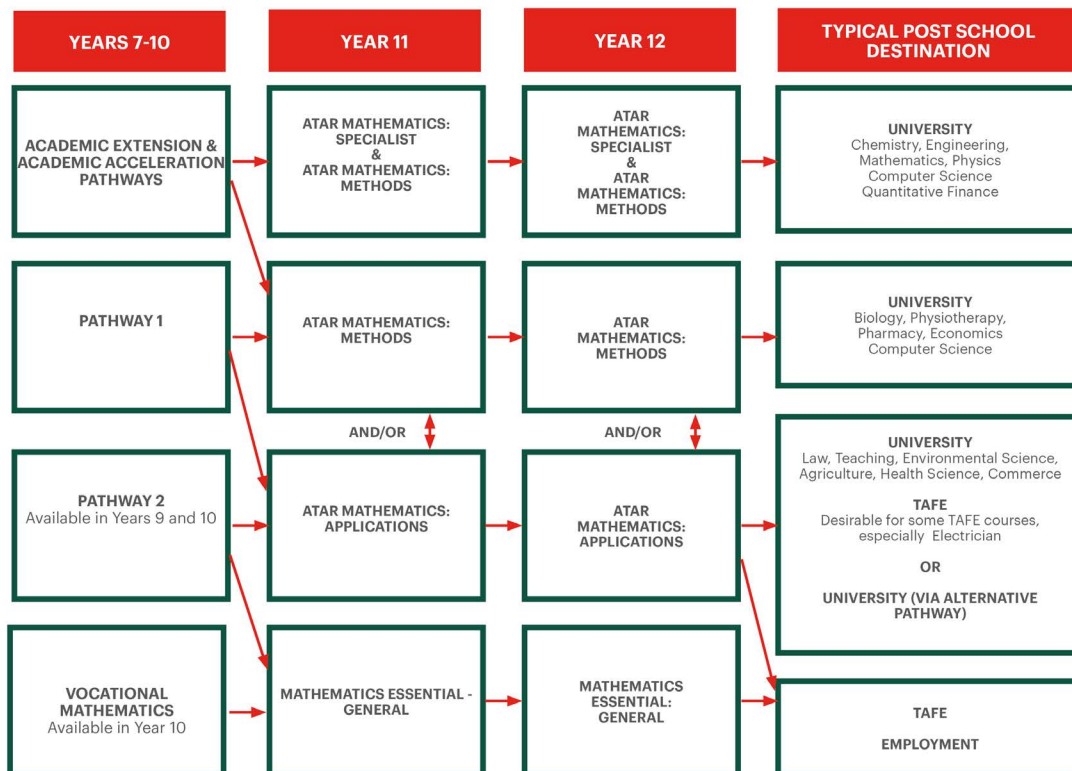 YEARS 7-10
YEAR 11
YEAR 12
TYPICAL POST SCHOOL
DESTINATION
ACADEMIC EXTENSION &
ACADEMIC ACCELERATION
PATHWAYS
ATAR MATHEMATICS:
SPECIALIST
&
ATAR MATHEMATICS:
METHODS
ATAR
MATHEMATICS:
SPECIALIST
&
ATAR
MATHEMATICS:
METHODS
UNIVERSITY
Chemistry, Engineering,
Mathematics, Physics
Computer Science
Quantitative Finance
PATHWAY 1
ATAR MATHEMATICS:
METHODS
ATAR
MATHEMATICS:
METHODS
UNIVERSITY
Biology, Physiotherapy,
Pharmacy, Economics
Computer Science
AND/OR
AND/OR
PATHWAY 2
Available in Years 9 and 10
ATAR MATHEMATICS:
APPLICATIONS
ATAR
MATHEMATICS:
APPLICATIONS
UNIVERSITY
Law, Teaching, Environmental Science,
Agriculture, Health Science, Commerce
TAFE
Desirable for some TAFE courses,
especially Electrician
OR
UNIVERSITY (VIA ALTERNATIVE
PATHWAY)
VOCATIONAL
MATHEMATICS
Available in Year 10
MATHEMATICS ESSENTIAL -
GENERAL
MATHEMATICS
ESSENTIAL:
GENERAL
TAFE
EMPLOYMENT